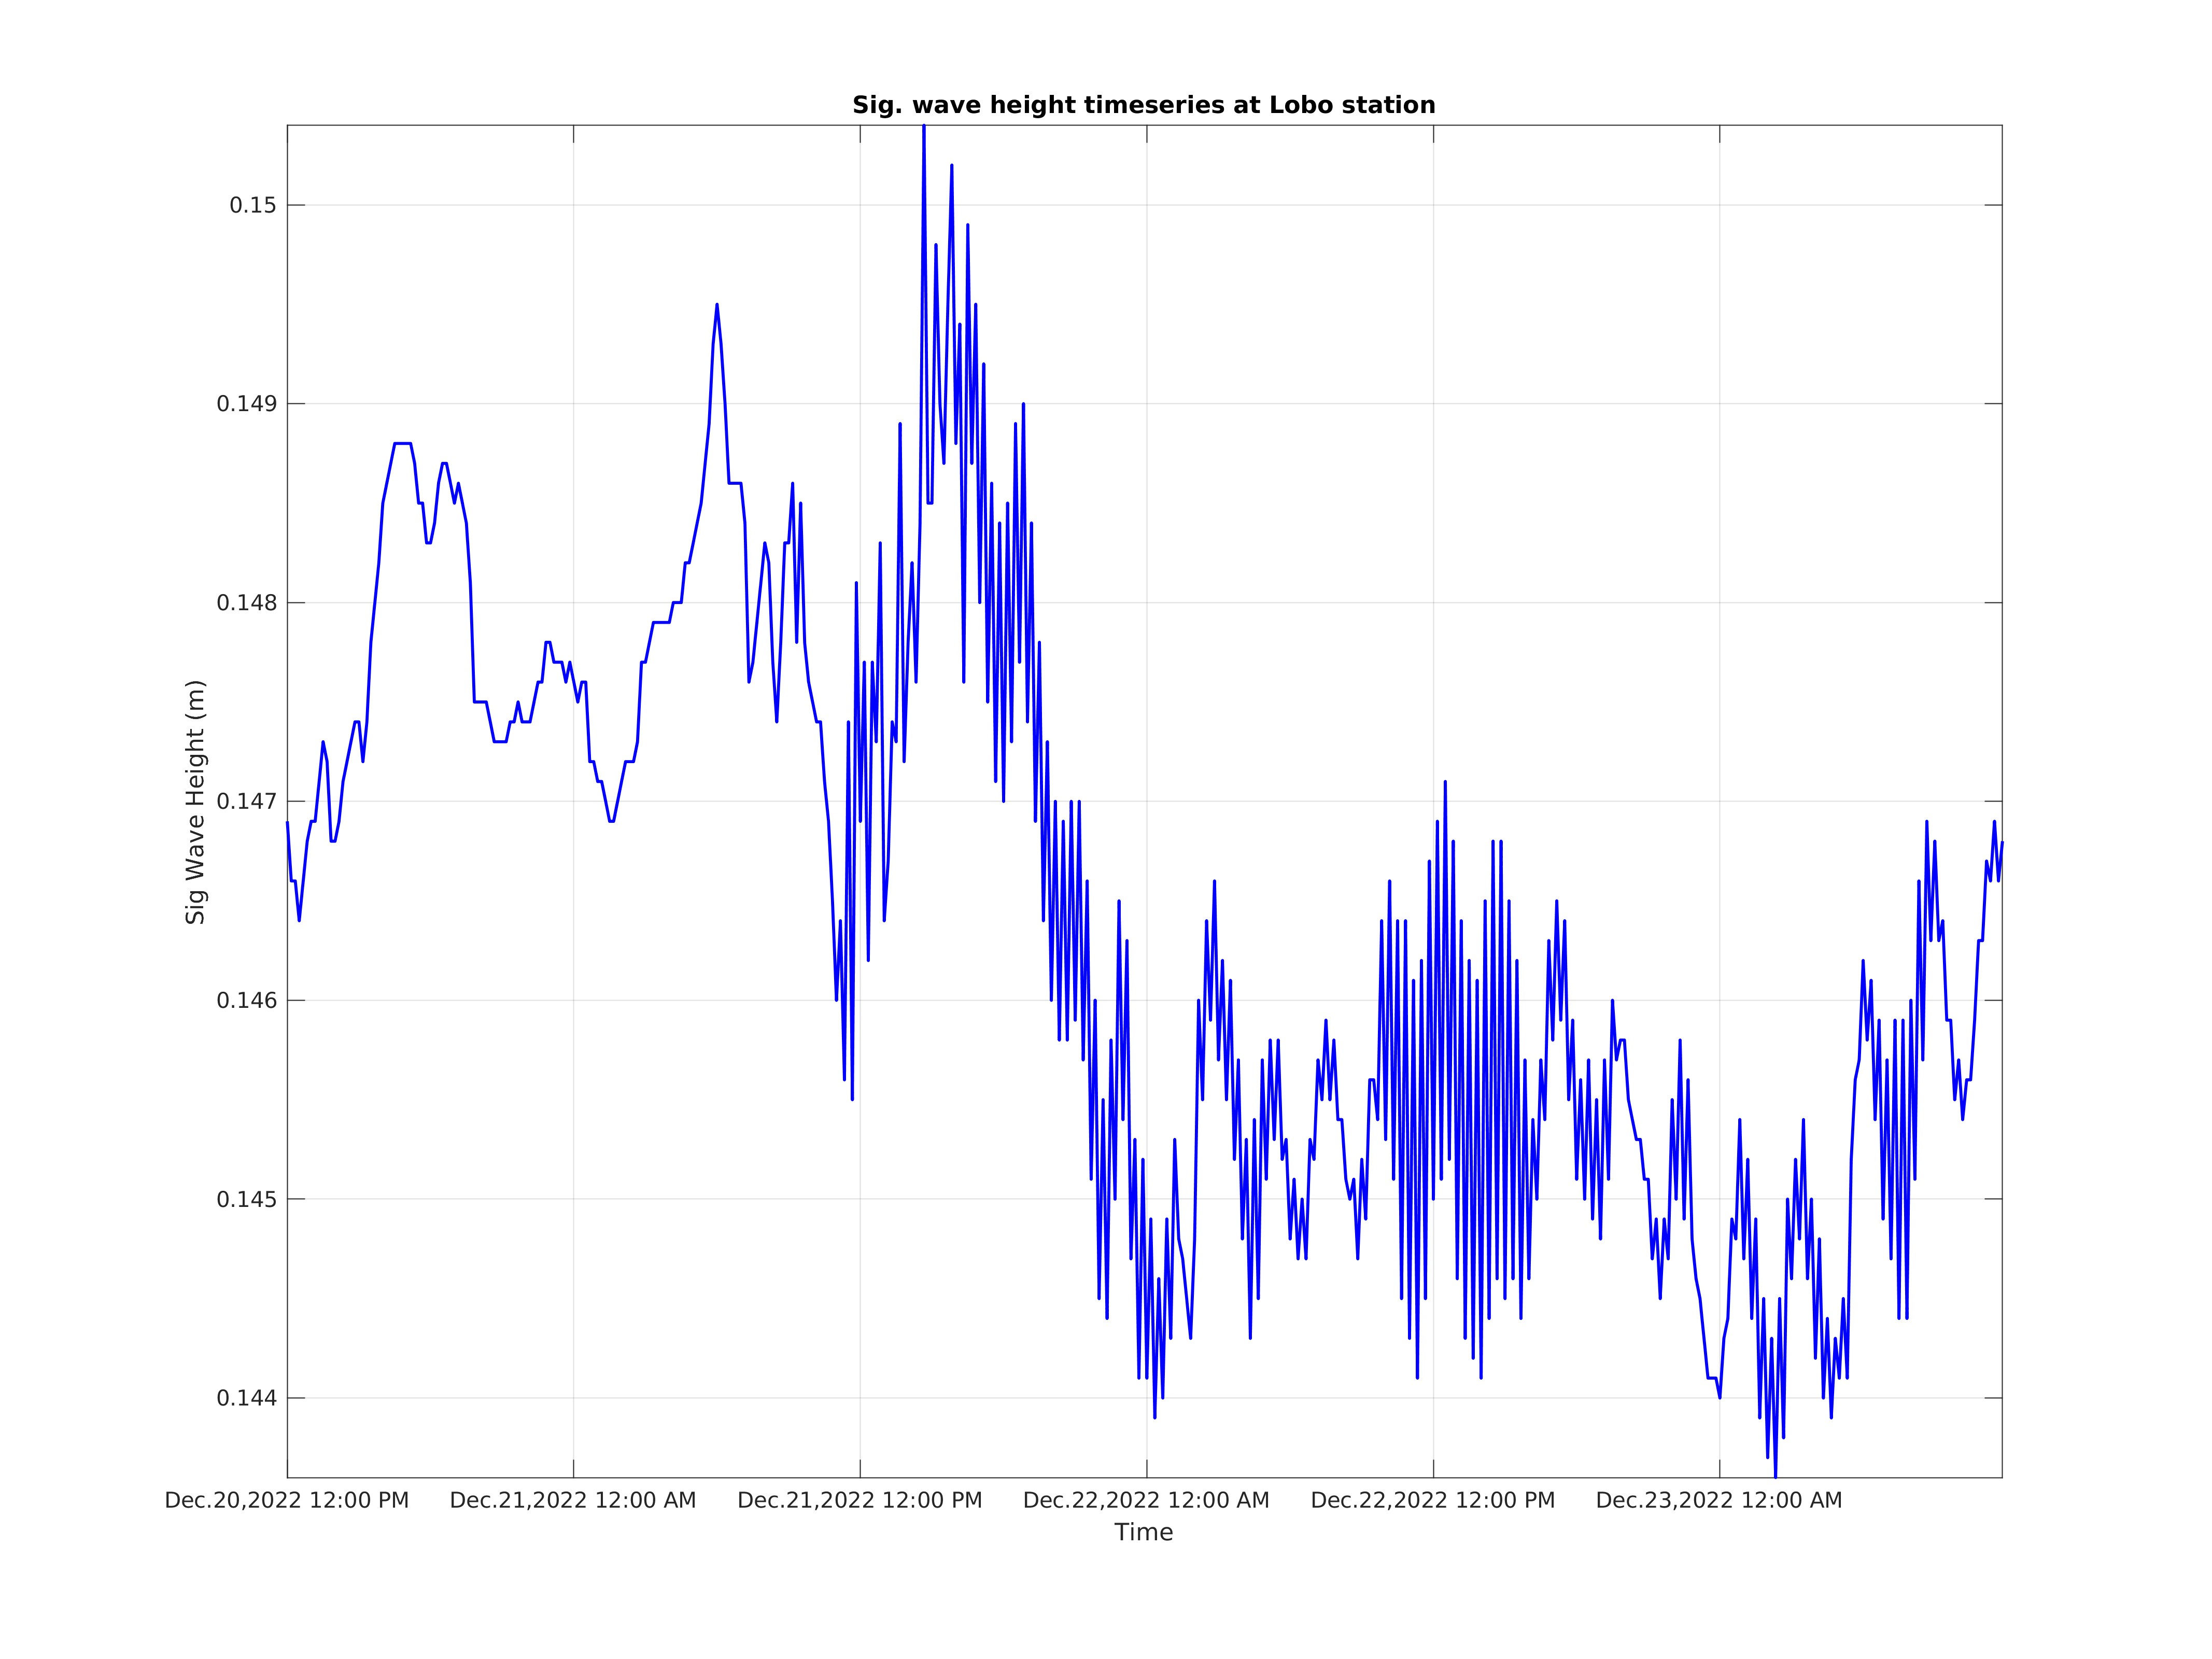 Sig. wave height timeseries at Lobo station
0.15
0.149
0.148
0.147
0.146
0.145
0.144
Sig Wave Height (m)
Dec.20,2022 12:00 PM
Dec.21,2022 12:00 AM
Dec.21,2022 12:00 PM
Dec.22,2022 12:00 AM
Dec.22,2022 12:00 PM
Dec.23,2022 12:00 AM
Time